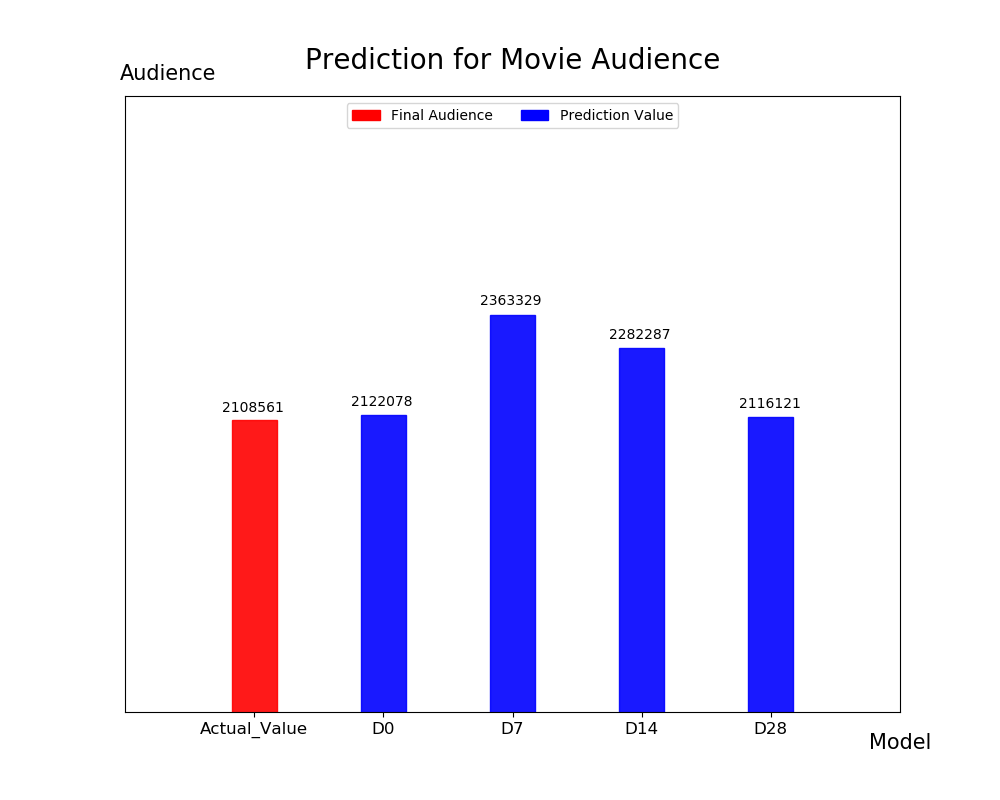 Prediction for Movie Audience
Audience
Final Audience
Prediction Value
2108561
2122078
2363329
2282287
2116121
Actual_Value
D0
D7
D14
D28
Model